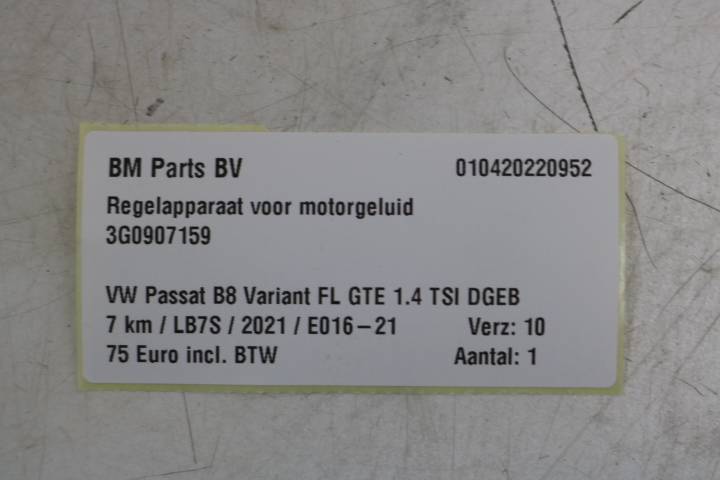 BM Parts BV 010420220952
Regelapparaat voor motorgeluid
3G0907159
VW Passat B8 Variant FL GTE 1.4 TSI DGEB
7 km / LB7S / 2021 / E016-21 Verz: 10
75 Euro incl. BTW Aantal: 1